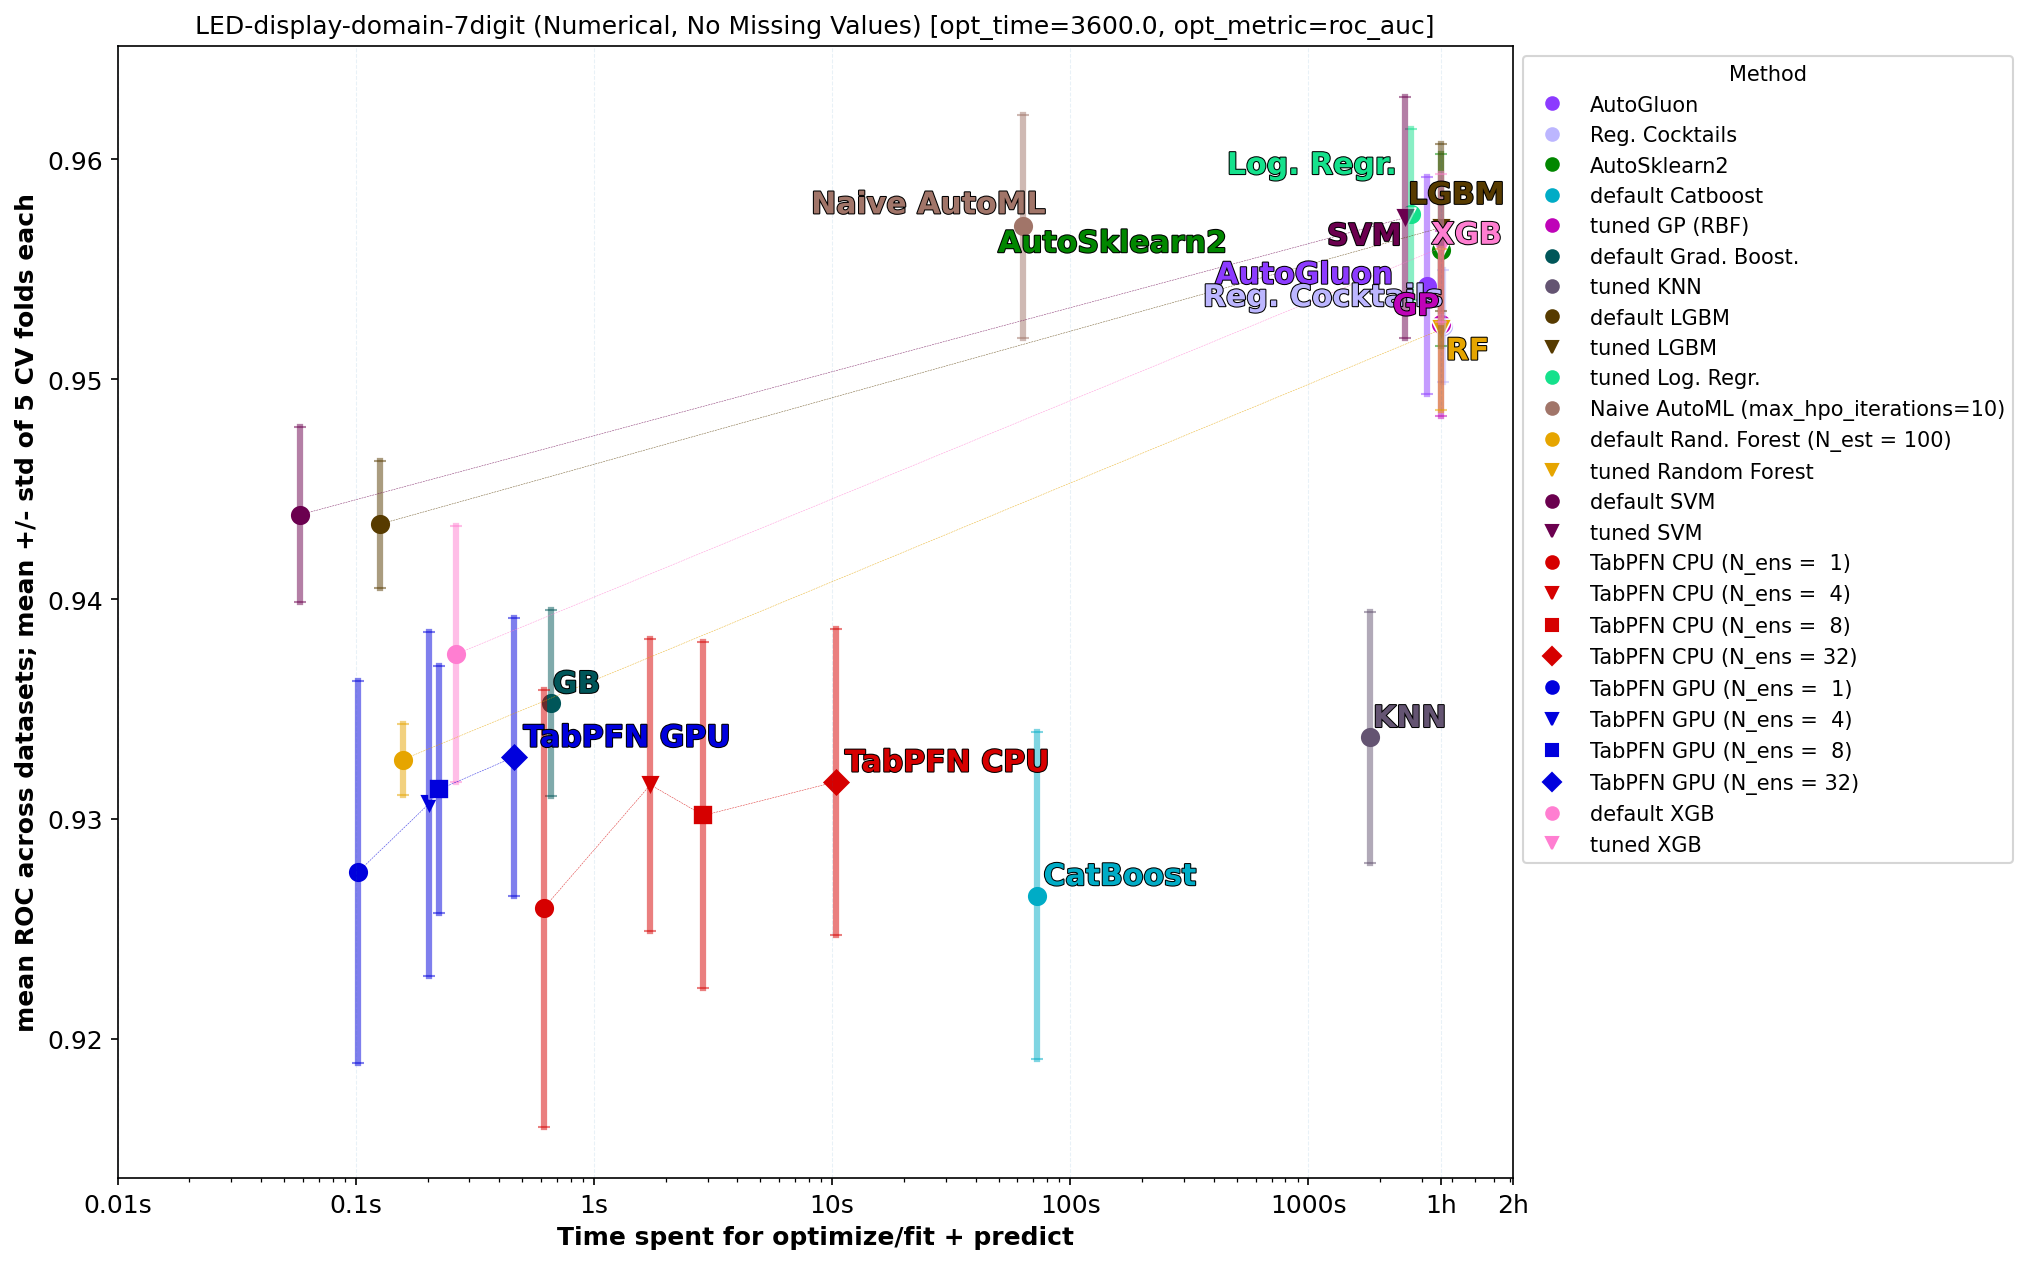 LED-display-domain-7digit (Numerical, No Missing Values) [opt_time=3600.0, opt_metric=roc_auc]
mean ROC across datasets; mean +/- std of 5 CV folds each
0.96
0.95
0.94
0.93
0.92
Log. Regr.
LGBM
Naive AutoML
SVM
XGB
AutoSklearn2
AutoGluon
Reg. Cocktails
GP
RF
GB
TabPFN GPU
KNN
TabPFN CPU
CatBoost
0.01s
0.1s
1s
10s
100s
1000s
1h
2h
Time spent for optimize/fit + predict
Method
AutoGluon
Reg. Cocktails
AutoSklearn2
default Catboost
tuned GP (RBF)
default Grad. Boost.
tuned KNN
default LGBM
tuned LGBM
tuned Log. Regr.
Naive AutoML (max_hpo_iterations=10)
default Rand. Forest (N_est = 100)
tuned Random Forest
default SVM
tuned SVM
TabPFN CPU (N_ens =  1)
TabPFN CPU (N_ens =  4)
TabPFN CPU (N_ens =  8)
TabPFN CPU (N_ens = 32)
TabPFN GPU (N_ens =  1)
TabPFN GPU (N_ens =  4)
TabPFN GPU (N_ens =  8)
TabPFN GPU (N_ens = 32)
default XGB
tuned XGB